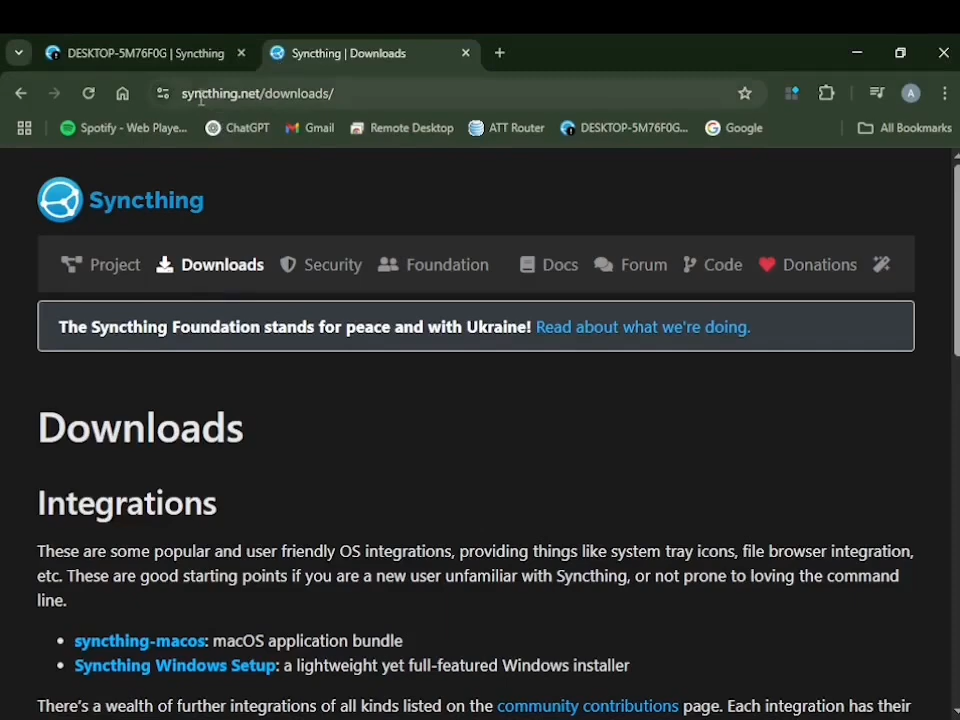 DESKTOP-5M76F0G | Syncthing
Syncthing | Downloads
syncthing.net/downloads/
A
Spotify - Web Playe...
ChatGPT
Gmail
Remote Desktop
ATT Router
DESKTOP-5M76F0G...
Google
All Bookmarks
Syncthing
Project
Downloads
Security
Foundation
Docs
Forum
Code
Donations
The Syncthing Foundation stands for peace and with Ukraine! Read about what we're doing.
Downloads
Integrations
These are some popular and user friendly OS integrations, providing things like system tray icons, file browser integration,
etc. These are good starting points if you are a new user unfamiliar with Syncthing, or not prone to loving the command
line.
• syncthing-macos: macOS application bundle
• Syncthing Windows Setup: a lightweight yet full-featured Windows installer
There's a wealth of further integrations of all kinds listed on the community contributions page. Each integration has their